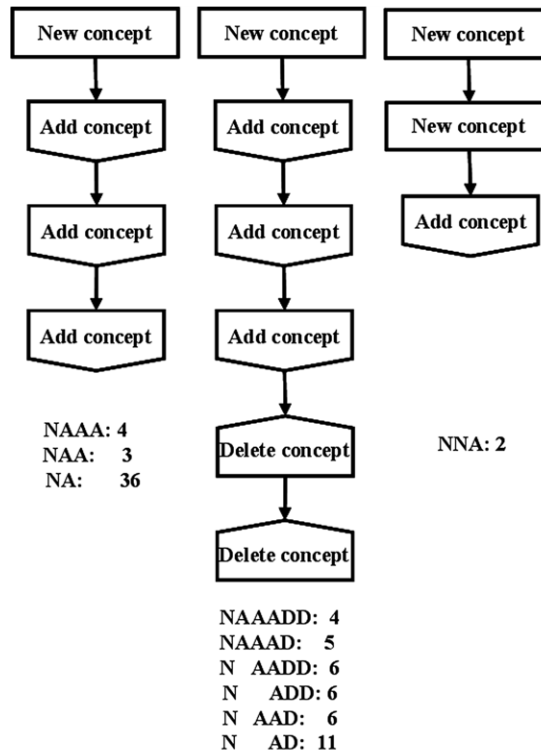 New concept
Add concept
Add concept
Add concept
NAAA: 4
NAA: 3
NA: 36
New concept
Add concept
Add concept
Add concept
Delete concept
Delete concept
NAAADD: 4
NAAAD: 5
N AADD: 6
N ADD: 6
N AAD: 6
N AD: 11
New concept
New concept
Add concept
NNA: 2